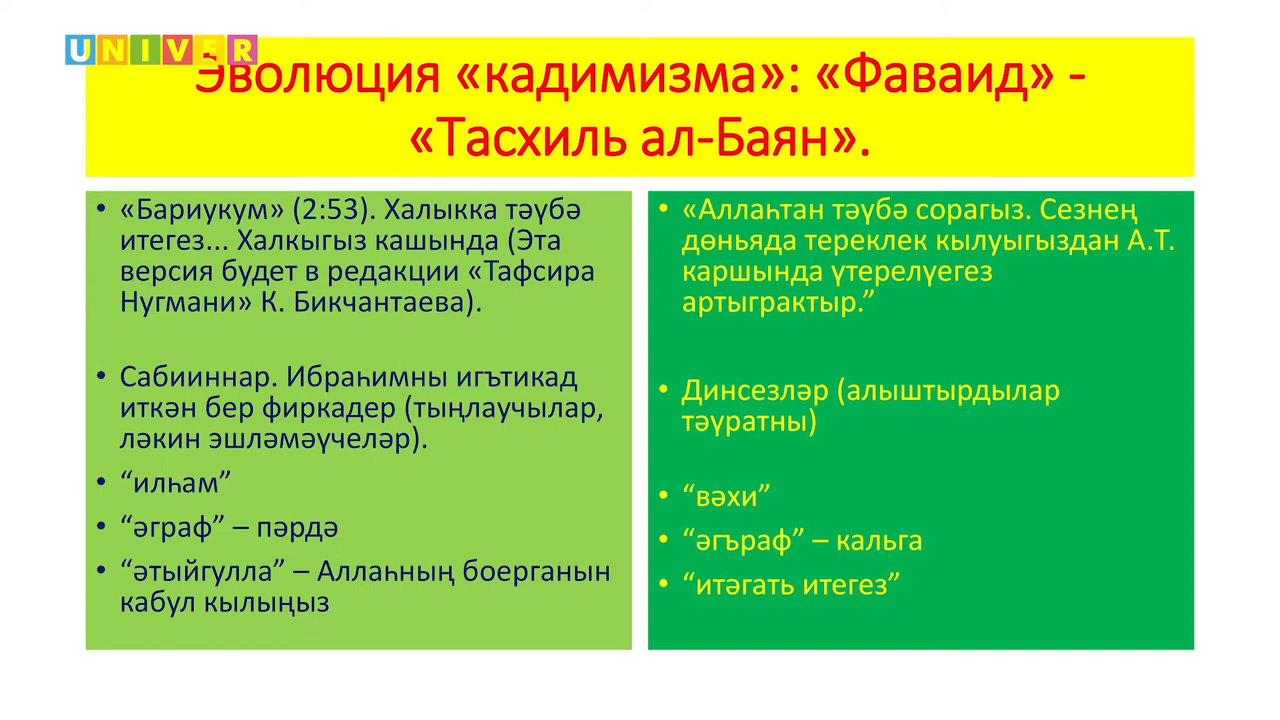 UNIVER
Эволюция «кадимизма»: «Фаваид» -
«Тасхиль ал-Баян».
• «Бариукум» (2:53). Халыкка тәүбә
итегез... Халкыгыз кашында (Эта
версия будет в редакции «Тафсира
Нугмани» К. Бикчантаева).
• Сабииннар. Ибраһимны игътикад
иткән бер фиркадер (тыңлаучылар,
ләкин эшләмәүчеләр).
• “илһам”
• “әграф” – пәрдә
• “әтыйгулла” – Аллаһның боерганын
кабул кылыңыз
• «Аллаһтан тәүбә сорагыз. Сезнең
дөньяда тереклек кылуыгыздан А.Т.
каршында үтерелүегез
артыграктыр.”
• Динсезләр (алыштырдылар
тәүратны)
• “вәхи”
• “әгъраф” – кальга
• “итәгать итегез”